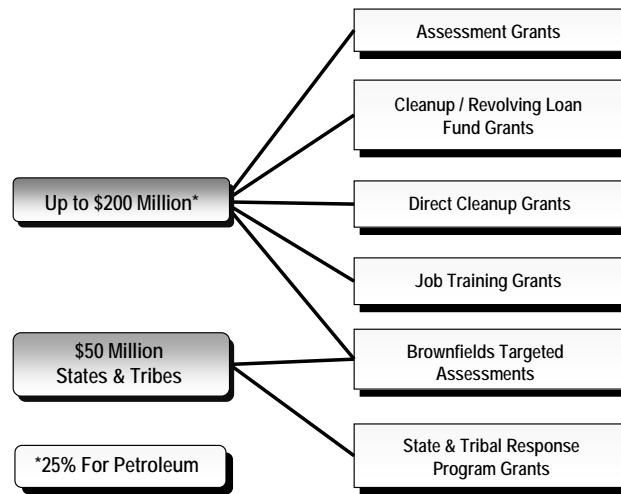 Up to $200 Million*
$50 Million
States & Tribes
*25% For Petroleum
Assessment Grants
Cleanup / Revolving Loan
Fund Grants
Direct Cleanup Grants
Job Training Grants
Brownfields Targeted
Assessments
State & Tribal Response
Program Grants